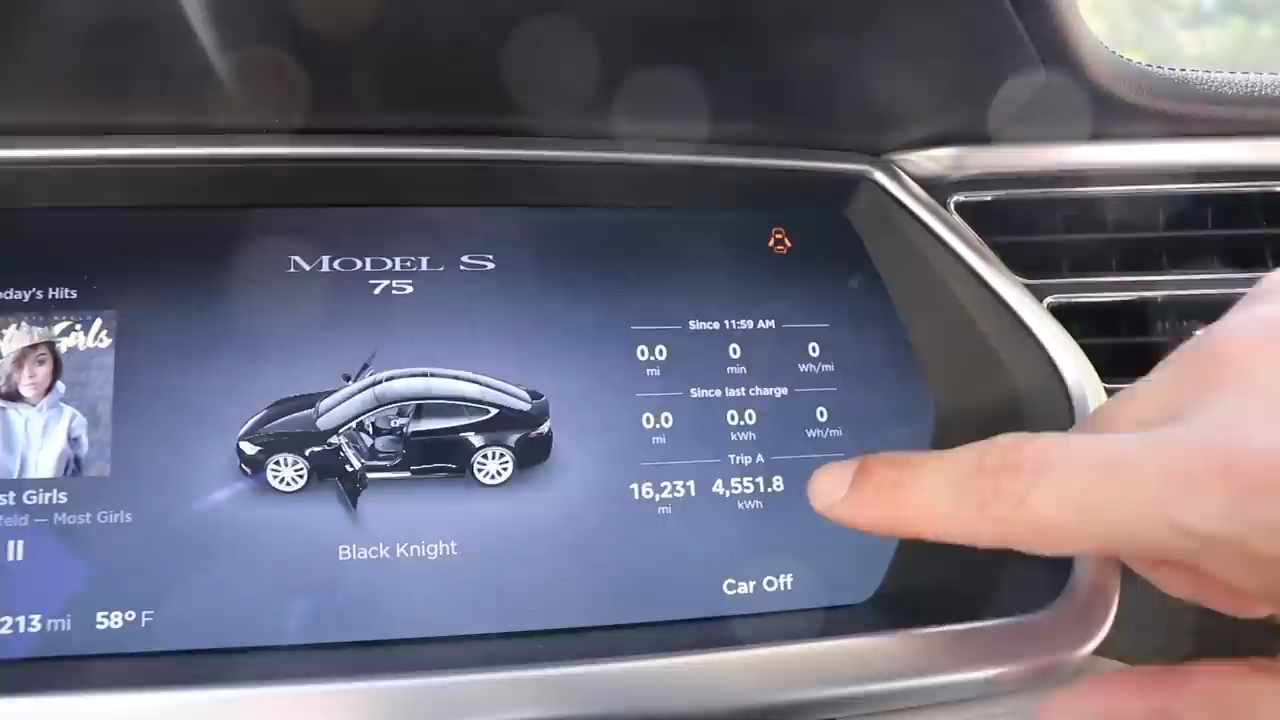 MODEL S
75
oday's Hits
Girls
st Girls
feld — Most Girls
213 mi 58° F
Black Knight
Since 11:59 AM
0.0 0 0
mi min Wh/mi
Since last charge
0.0 0.0 0
mi kWh Wh/mi
Trip A
16,231 4,551.8
mi kWh
Car Off